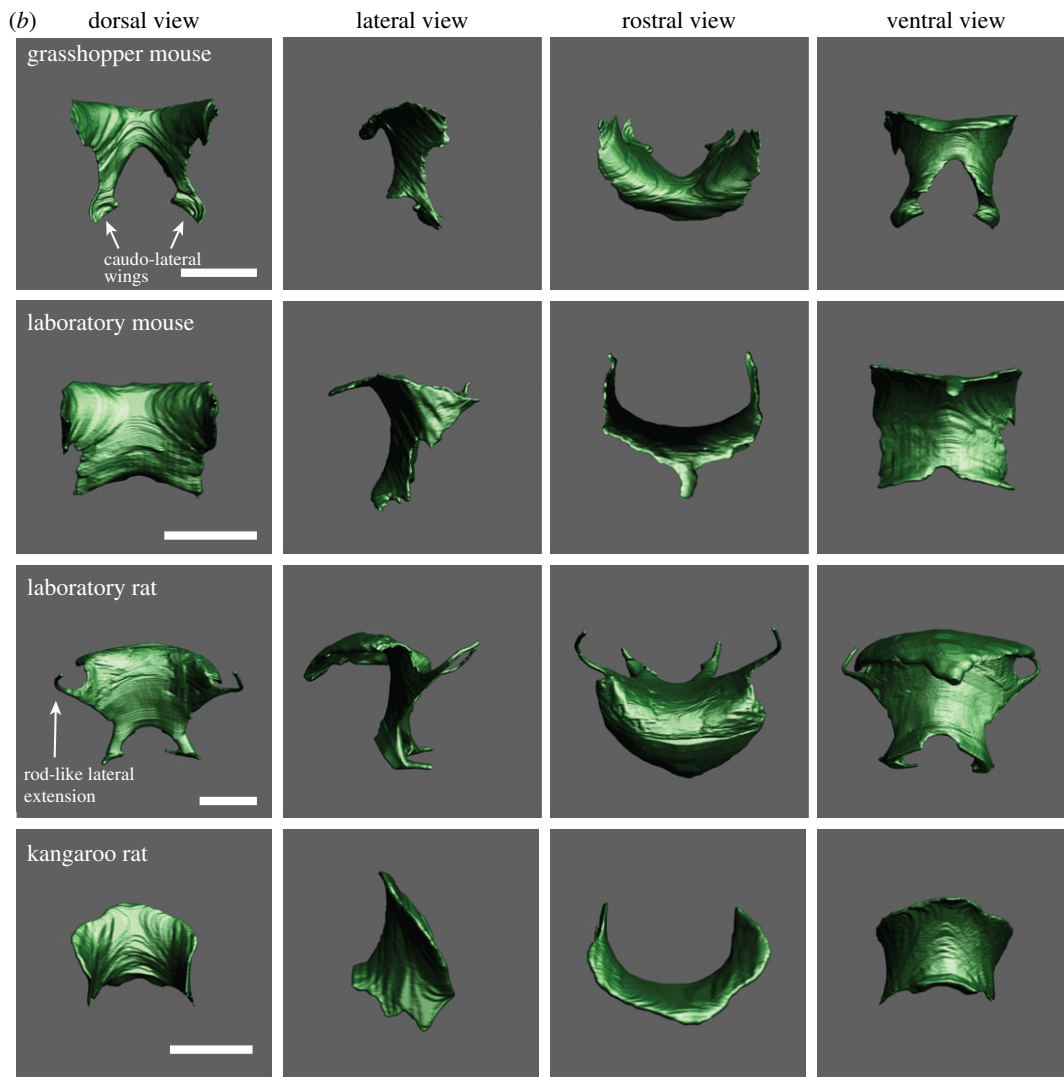 (b)
dorsal view
lateral view
rostral view
ventral view
grasshopper mouse
caudo-lateral
wings
laboratory mouse
laboratory rat
rod-like lateral
extension
kangaroo rat